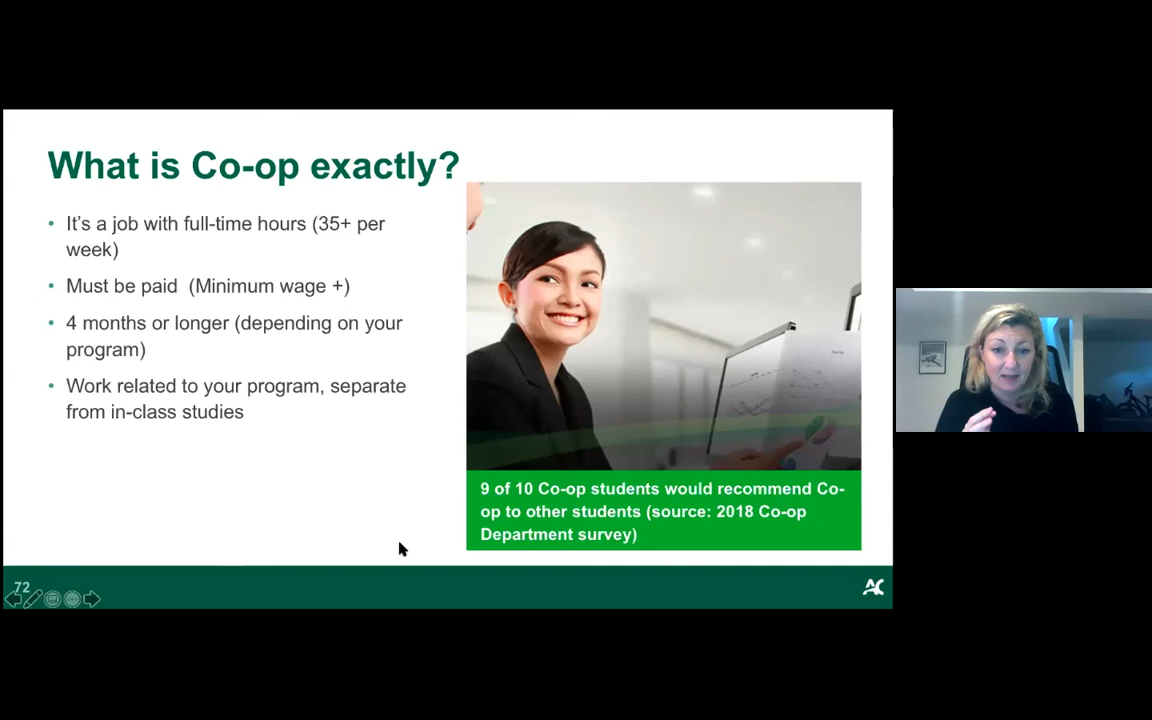 What is Co-op exactly?
• It's a job with full-time hours (35+ per
week)
• Must be paid  (Minimum wage +)
• 4 months or longer (depending on your
program)
• Work related to your program, separate
from in-class studies
9 of 10 Co-op students would recommend Co-
op to other students (source: 2018 Co-op
Department survey)
72
AC